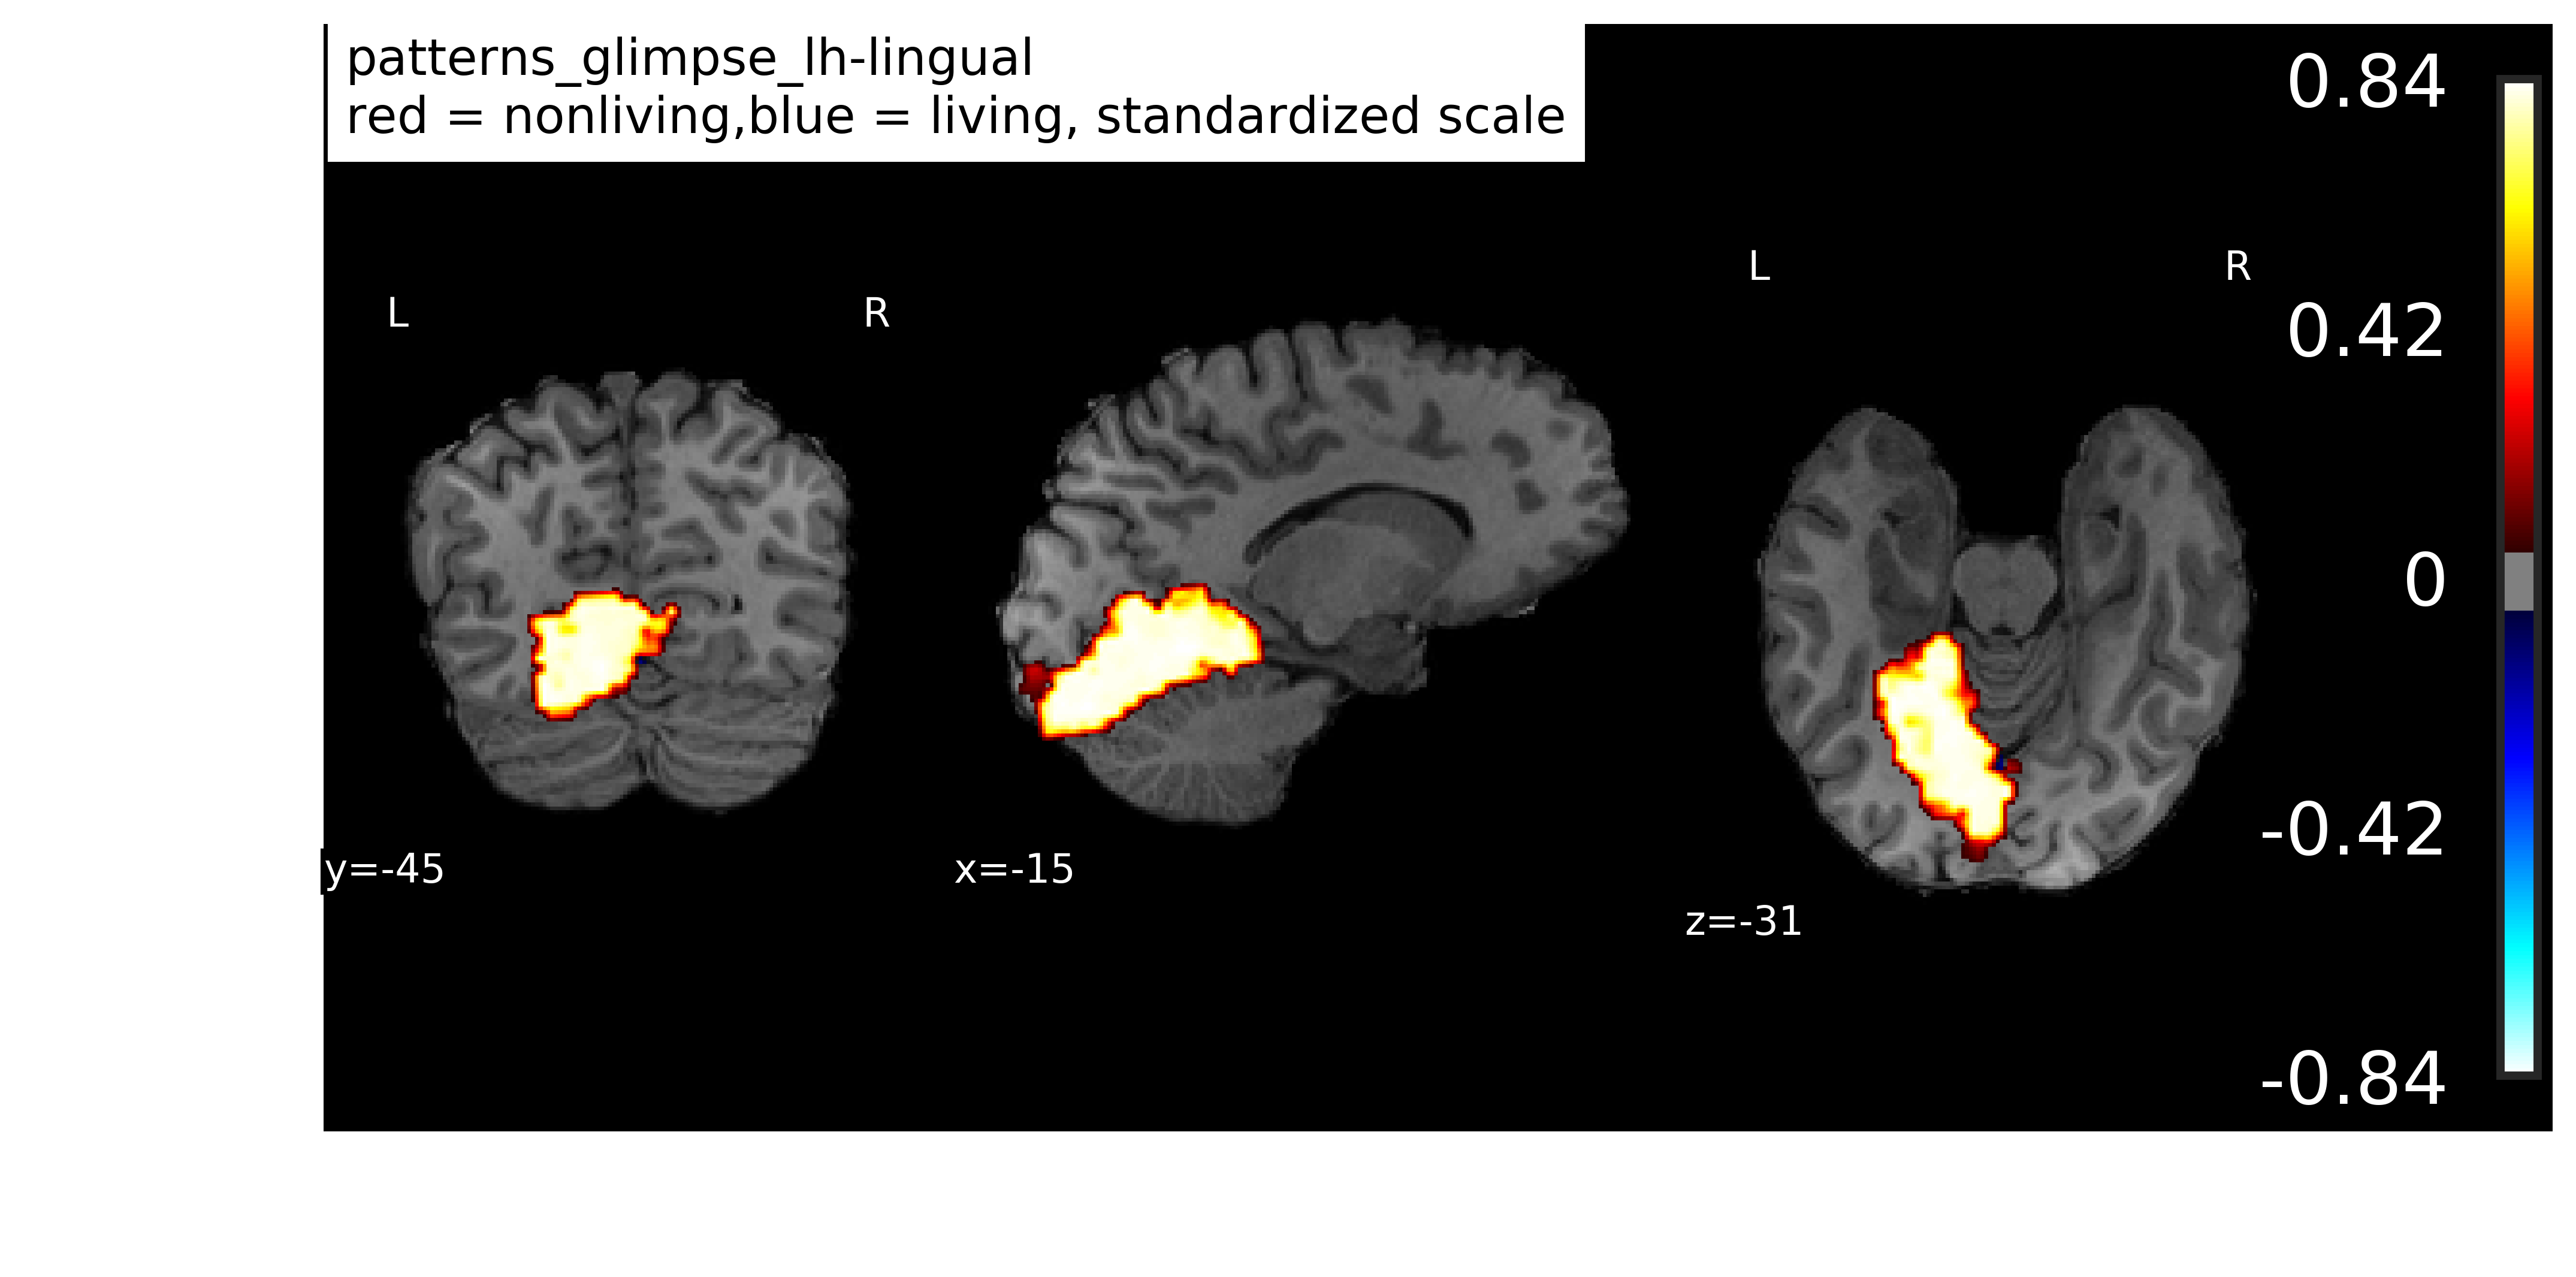 patterns_glimpse_lh-lingual
red = nonliving,blue = living, standardized scale
L
R
y=-45
x=-15
L
R
z=-31
0.84
0.42
0
-0.42
-0.84